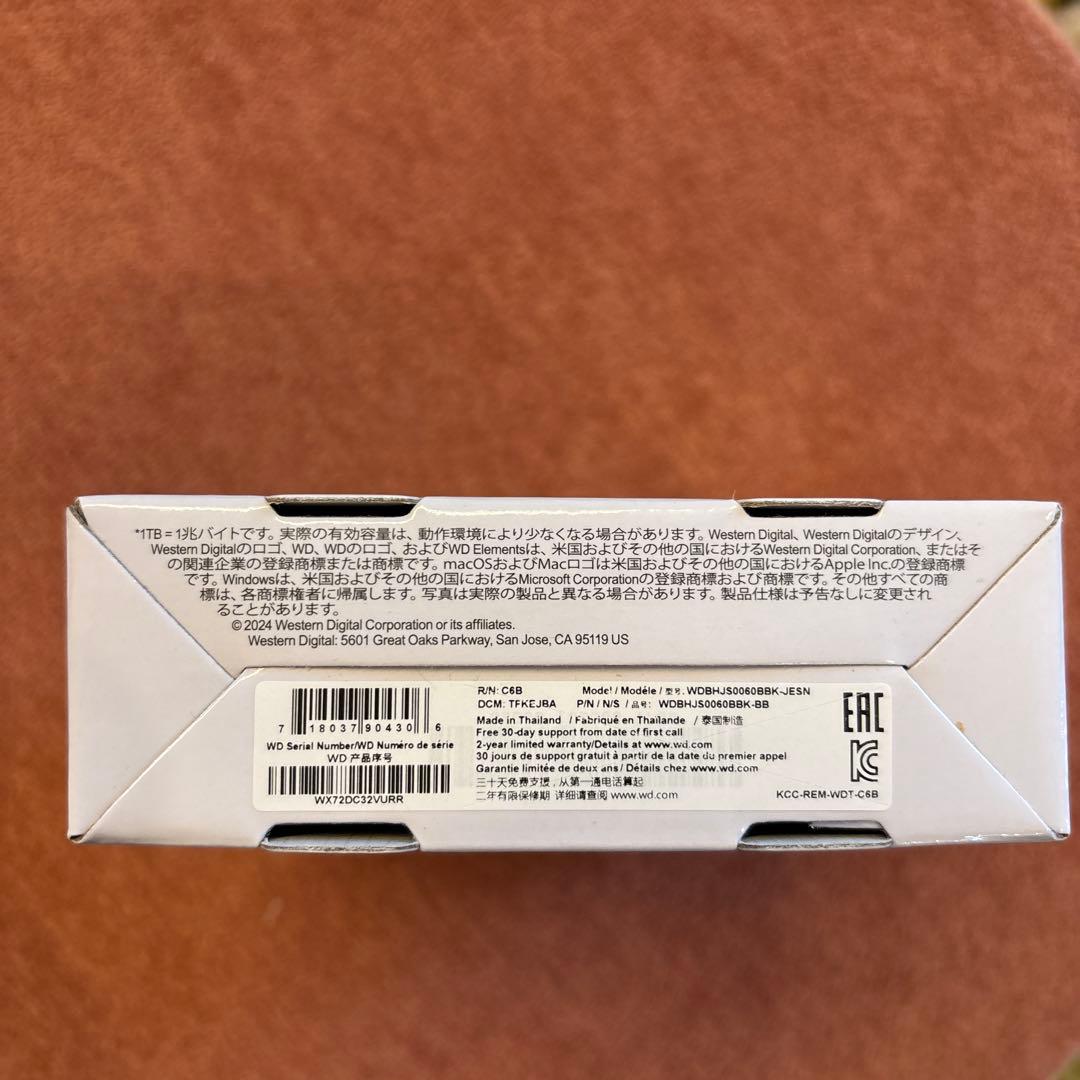 *1TB = 1兆バイトです。実際の有効容量は、動作環境により少なくなる場合があります。Western Digital、Western Digitalのデザイン、
Western Digitalのロゴ、WD、WDのロゴ、およびWD Elementsは、米国およびその他の国におけるWestern Digital Corporation、またはそ
の関連企業の登録商標または商標です。macOSおよびMacロゴは米国およびその他の国におけるApple Inc.の登録商標
です。Windowsは、米国およびその他の国におけるMicrosoft Corporationの登録商標および商標です。その他すべての商
標は、各商標権者に帰属します。写真は実際の製品と異なる場合があります。製品仕様は予告なしに変更され
ることがあります。
© 2024 Western Digital Corporation or its affiliates.
Western Digital: 5601 Great Oaks Parkway, San Jose, CA 95119 US
7 18037 90430 6
WD Serial Number/WD Numéro de série
WD 产品序号
WX72DC32VURR
R/N: C6B Model / Modéle / 型号: WDBHJS0060BBK-JESN
DCM: TFKEJBA P/N / N/S / 品号: WDBHJS0060BBK-BB
Made in Thailand / Fabriqué en Thaïlande / 泰国制造
Free 30-day support from date of first call
2-year limited warranty/Details at www.wd.com
30 jours de support gratuit à partir de la date du premier appel
Garantie limitée de deux ans / Détails chez www.wd.com
三十天免费支援，从第一通电话算起
二年有限保修期 详细请查阅 www.wd.com
EAC
KC
KCC-REM-WDT-C6B